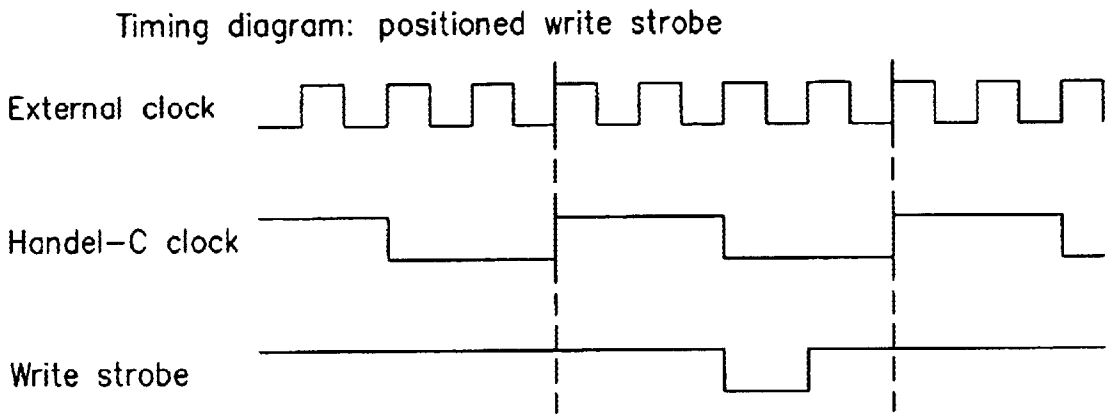 Timing diagram: positioned write strobe
External clock
Handel-C clock
Write strobe